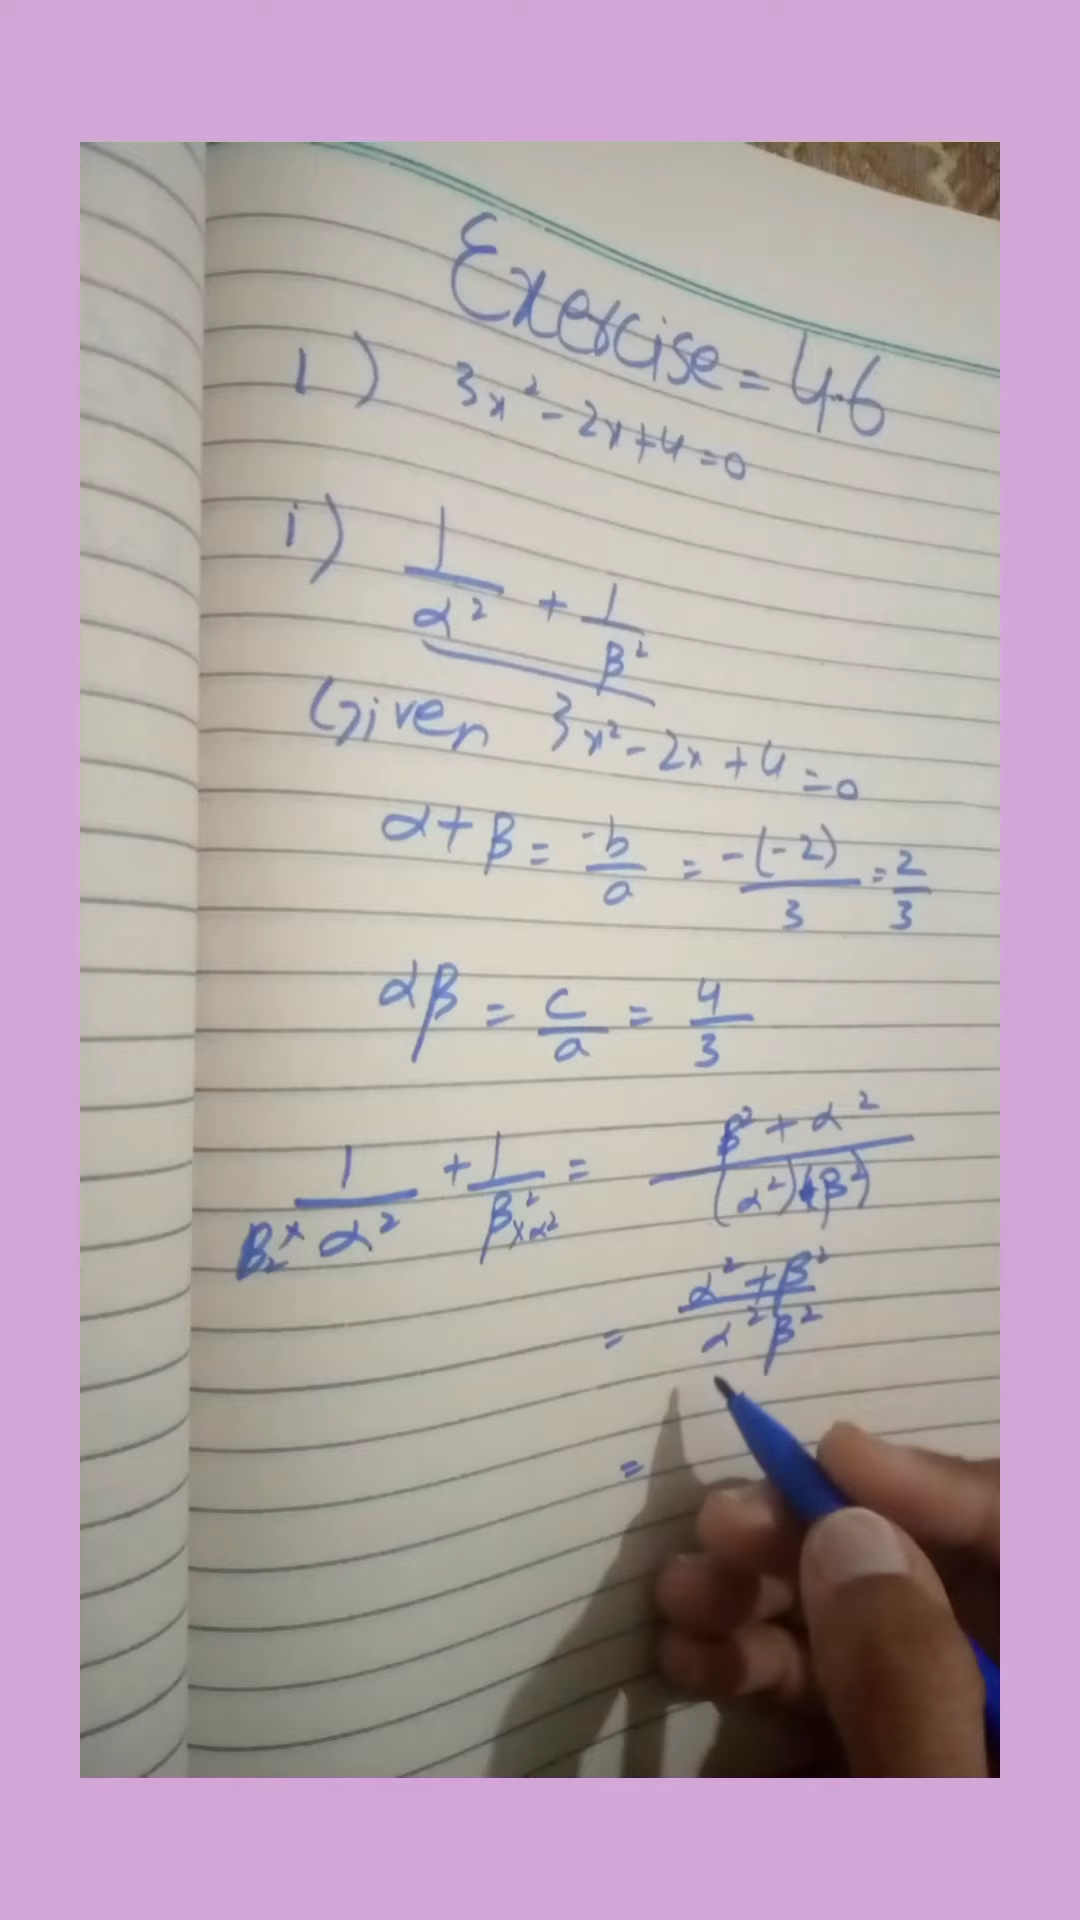 Exercise = 4.6
1) 3x² - 2x + 4 = 0
i) 1/α² + 1/β²
Given 3x² - 2x + 4 = 0
α + β = -b/a = -(-2)/3 = 2/3
αβ = c/a = 4/3
1/β²×α² + 1/β²×α² = β² + α²/(α²)(β²)
= α² + β²/α²β²
=